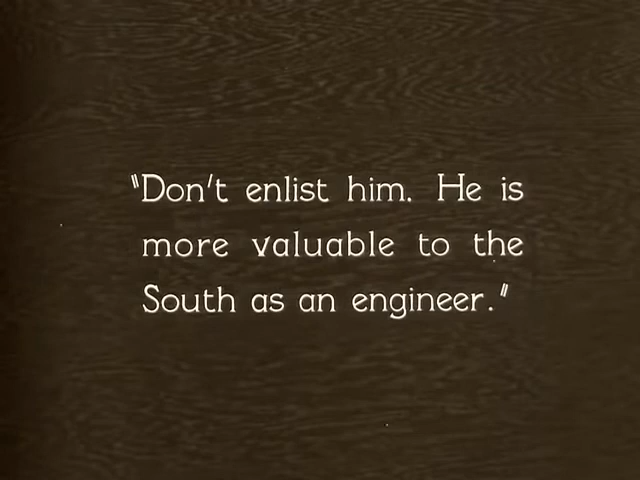 "Don't enlist him. He is
more valuable to the
South as an engineer."